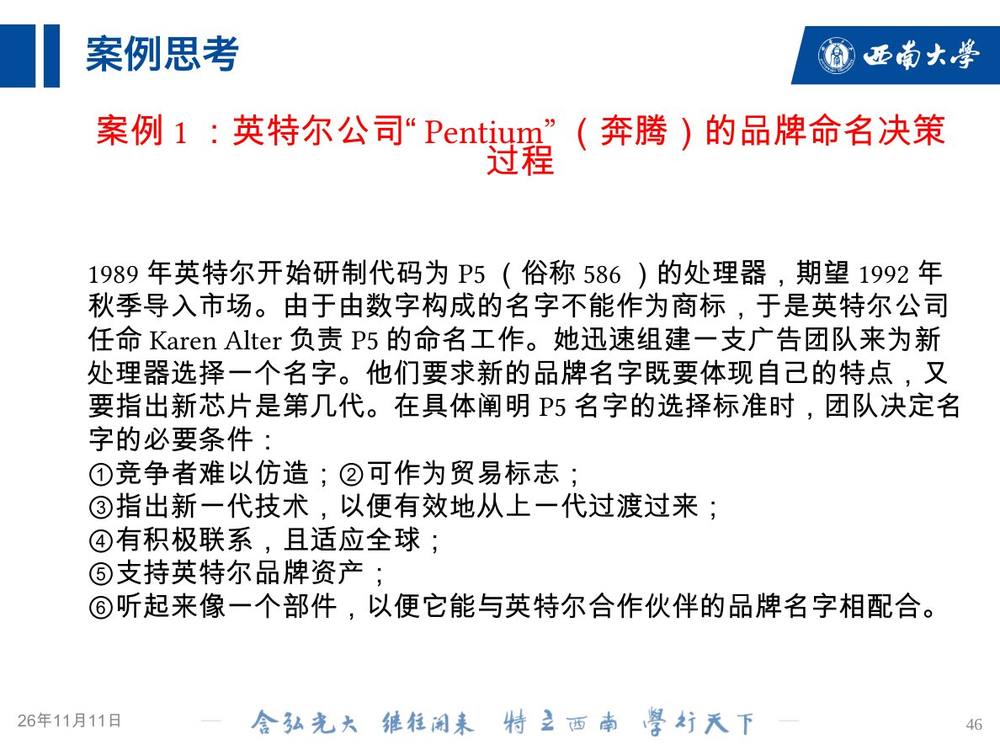 案例思考
西南大学
案例 1 ：英特尔公司“ Pentium” （奔腾）的品牌命名决策
过程
1989 年英特尔开始研制代码为 P5 （俗称 586 ）的处理器，期望 1992 年
秋季导入市场。由于由数字构成的名字不能作为商标，于是英特尔公司
任命 Karen Alter 负责 P5 的命名工作。她迅速组建一支广告团队来为新
处理器选择一个名字。他们要求新的品牌名字既要体现自己的特点，又
要指出新芯片是第几代。在具体阐明 P5 名字的选择标准时，团队决定名
字的必要条件：
①竞争者难以仿造；②可作为贸易标志；
③指出新一代技术，以便有效地从上一代过渡过来；
④有积极联系，且适应全球；
⑤支持英特尔品牌资产；
⑥听起来像一个部件，以便它能与英特尔合作伙伴的品牌名字相配合。
26年11月11日
含弘光大 继往开来 特立西南 學行天下
46